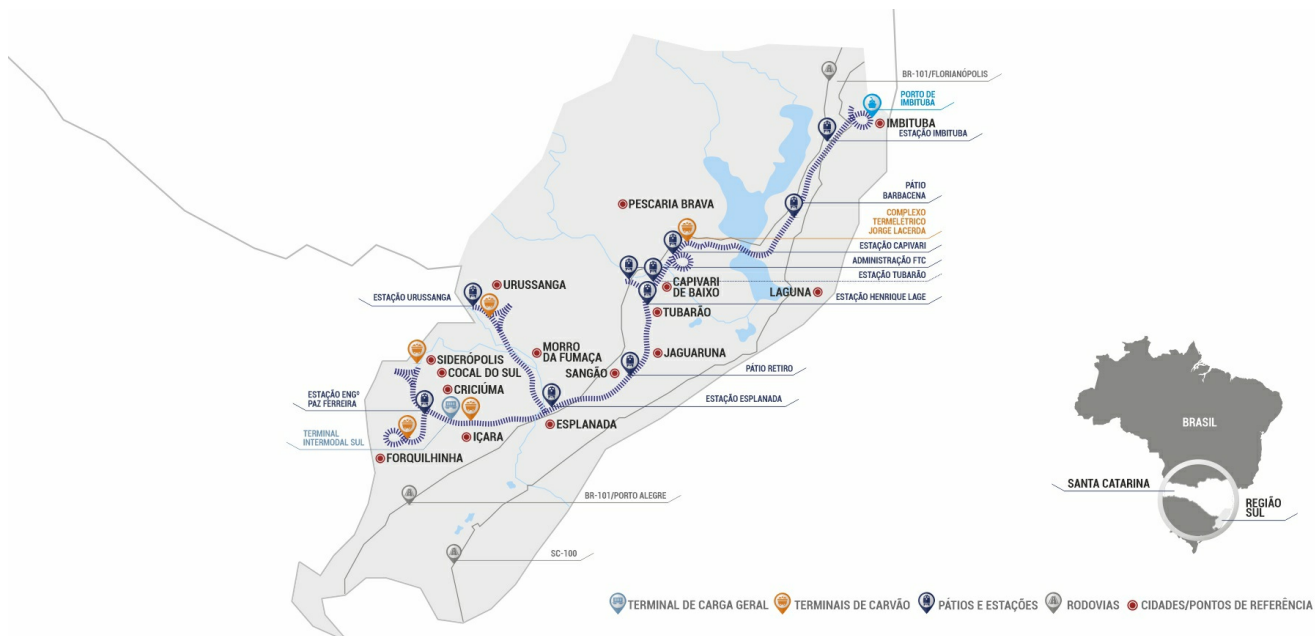 BR-101/FLORIANÓPOLIS
PORTO DE
IMBITUBA
IMBITUBA
ESTAÇÃO IMBITUBA
PÁTIO
BARBACENA
PESCARIA BRAVA
COMPLEXO
TERMELÉTRICO
JORGE LACERDA
ESTAÇÃO CAPIVARI
ADMINISTRAÇÃO FTC
ESTAÇÃO TUBARÃO
CAPIVARI
DE BAIXO
LAGUNA
ESTAÇÃO HENRIQUE LAGE
URUSSANGA
ESTAÇÃO URUSSANGA
TUBARÃO
MORRO
DA FUMAÇA
JAGUARUNA
SANGÃO
PÁTIO RETIRO
SIDERÓPOLIS
COCAL DO SUL
CRICIÚMA
ESTAÇÃO ENGº
PAZ FERREIRA
ESTAÇÃO ESPLANADA
ESPLANADA
TERMINAL
INTERMODAL SUL
IÇARA
FORQUILHINHA
BR-101/PORTO ALEGRE
SC-100
BRASIL
SANTA CATARINA
REGIÃO
SUL
TERMINAL DE CARGA GERAL
TERMINAIS DE CARVÃO
PÁTIOS E ESTAÇÕES
RODOVIAS
CIDADES/PONTOS DE REFERÊNCIA